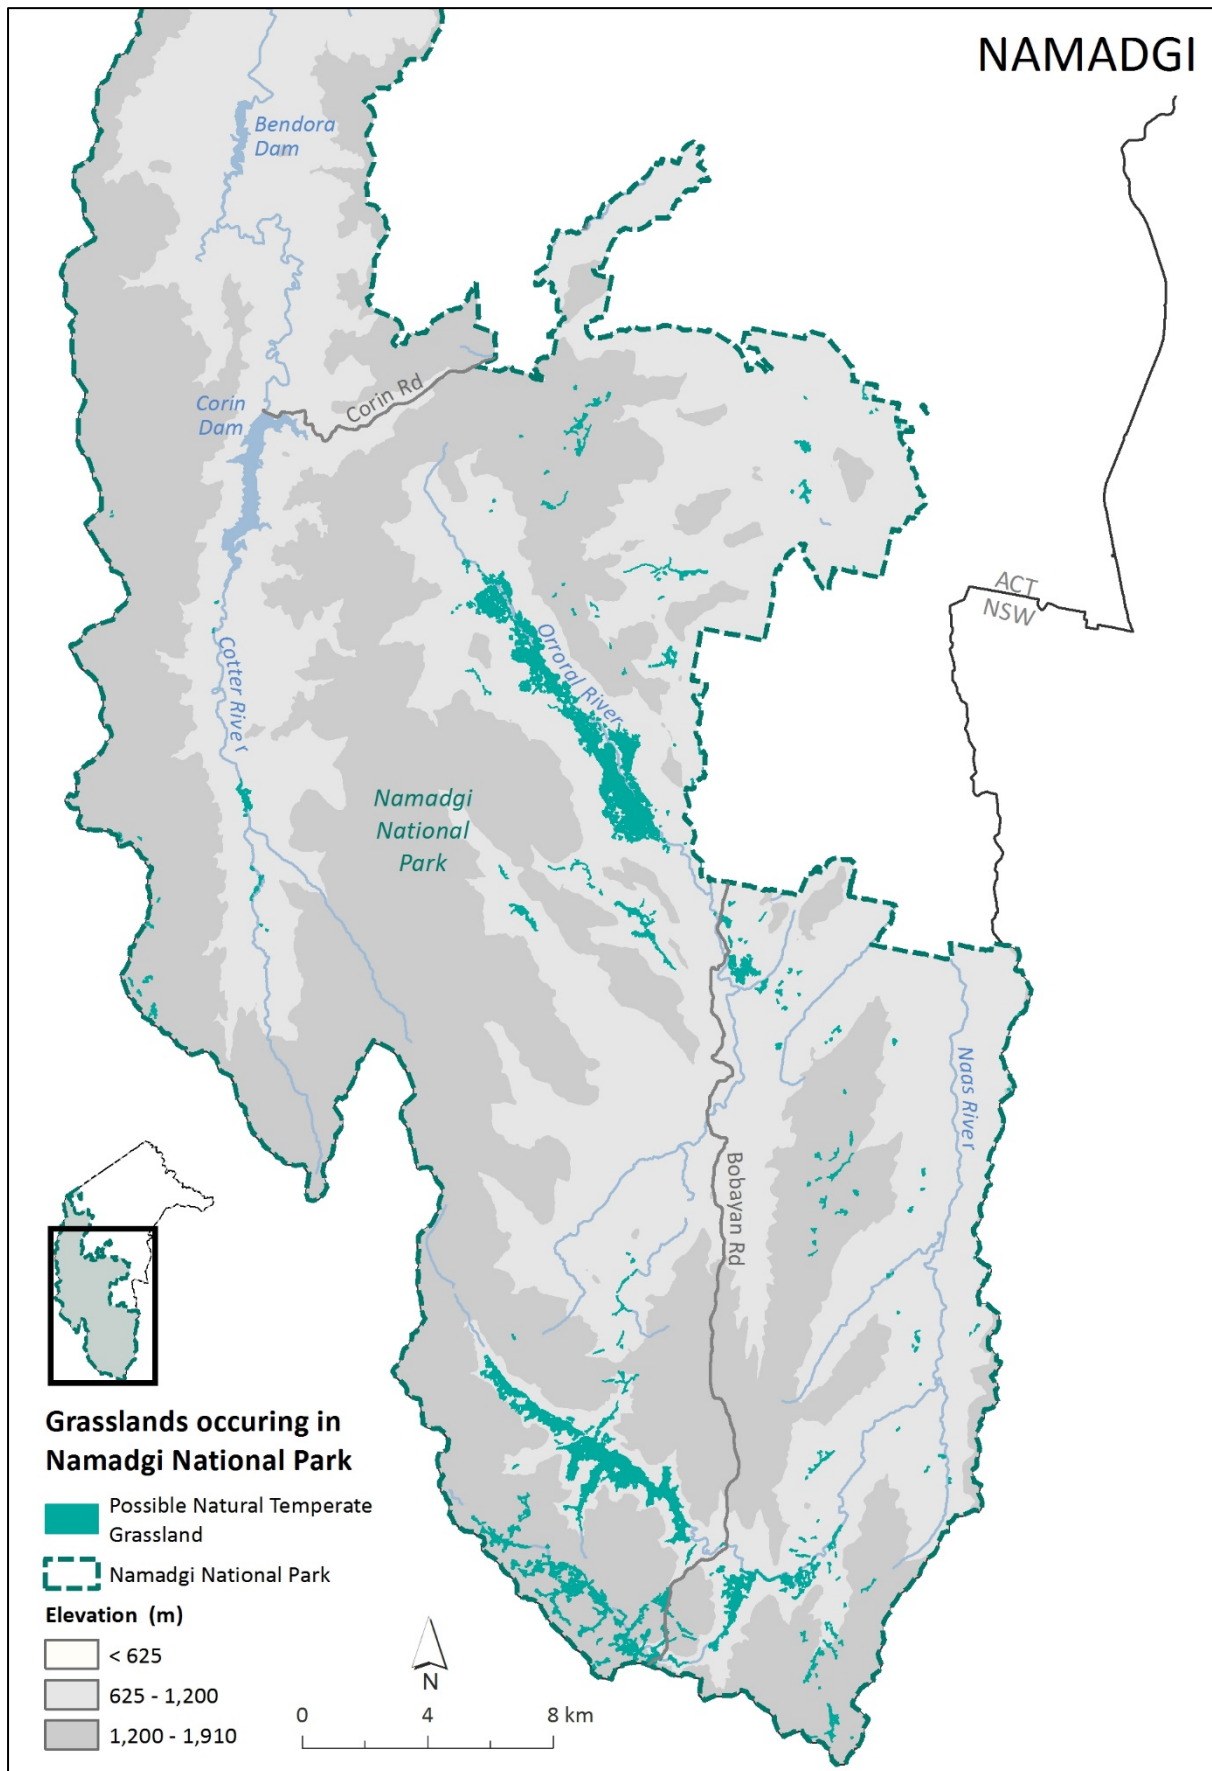 NAMADGI
Bendora
Dam
Corin Rd
Corin
Dam
ACT
NSW
Orroral River
Cotter River
Namadgi
National
Park
Naas River
Bobayan Rd
Grasslands occuring in
Namadgi National Park
Possible Natural Temperate
Grassland
Namadgi National Park
Elevation (m)
< 625
625 - 1,200
1,200 - 1,910
N
0 4 8 km